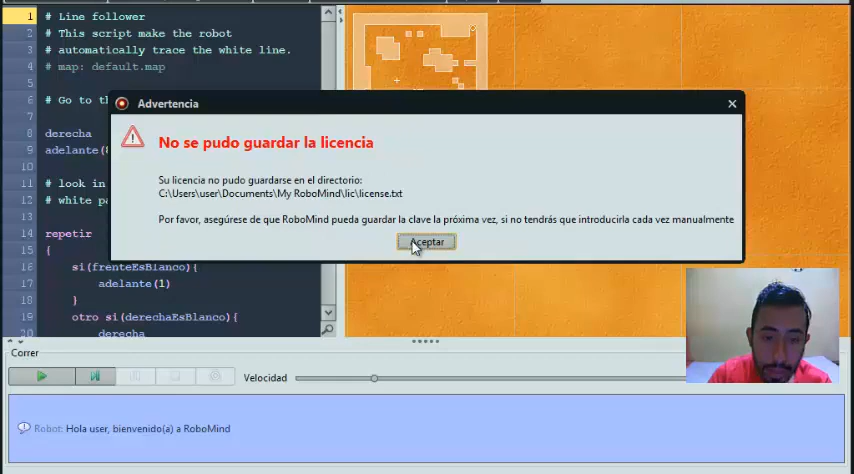 1 # Line follower
2 # This script make the robot
3 # automatically trace the white line.
4 # map: default.map
5
6 # Go to th
7
8 derecha
9 adelante(
10
11 # look in
12 # white pa
13
14 repetir
15 {
16 si(frenteEsBlanco){
17 adelante(1)
18 }
19 otro si(derechaEsBlanco){
20 derecha
Advertencia
No se pudo guardar la licencia
Su licencia no pudo guardarse en el directorio:
C:\Users\user\Documents\My RoboMind\lic\license.txt
Por favor, asegúrese de que RoboMind pueda guardar la clave la próxima vez, si no tendrás que introducirla cada vez manualmente
Aceptar
Correr
Velocidad
Robot: Hola user, bienvenido(a) a RoboMind